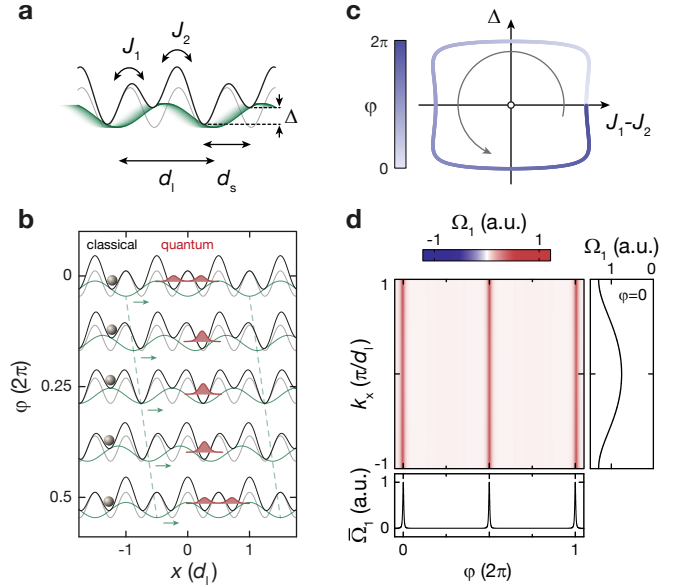 a
J₁
J₂
Δ
dₗ
dₛ
b
classical
quantum
0
0.25
0.5
φ (2π)
-1
0
1
x (dₗ)
c
Δ
2π
φ
0
J₁-J₂
d
Ω₁ (a.u.)
-1
1
Ω₁ (a.u.)
1
0
φ=0
1
kₓ (π/dₗ)
-1
1
0
Ω̅₁ (a.u.)
0
0.5
1
φ (2π)